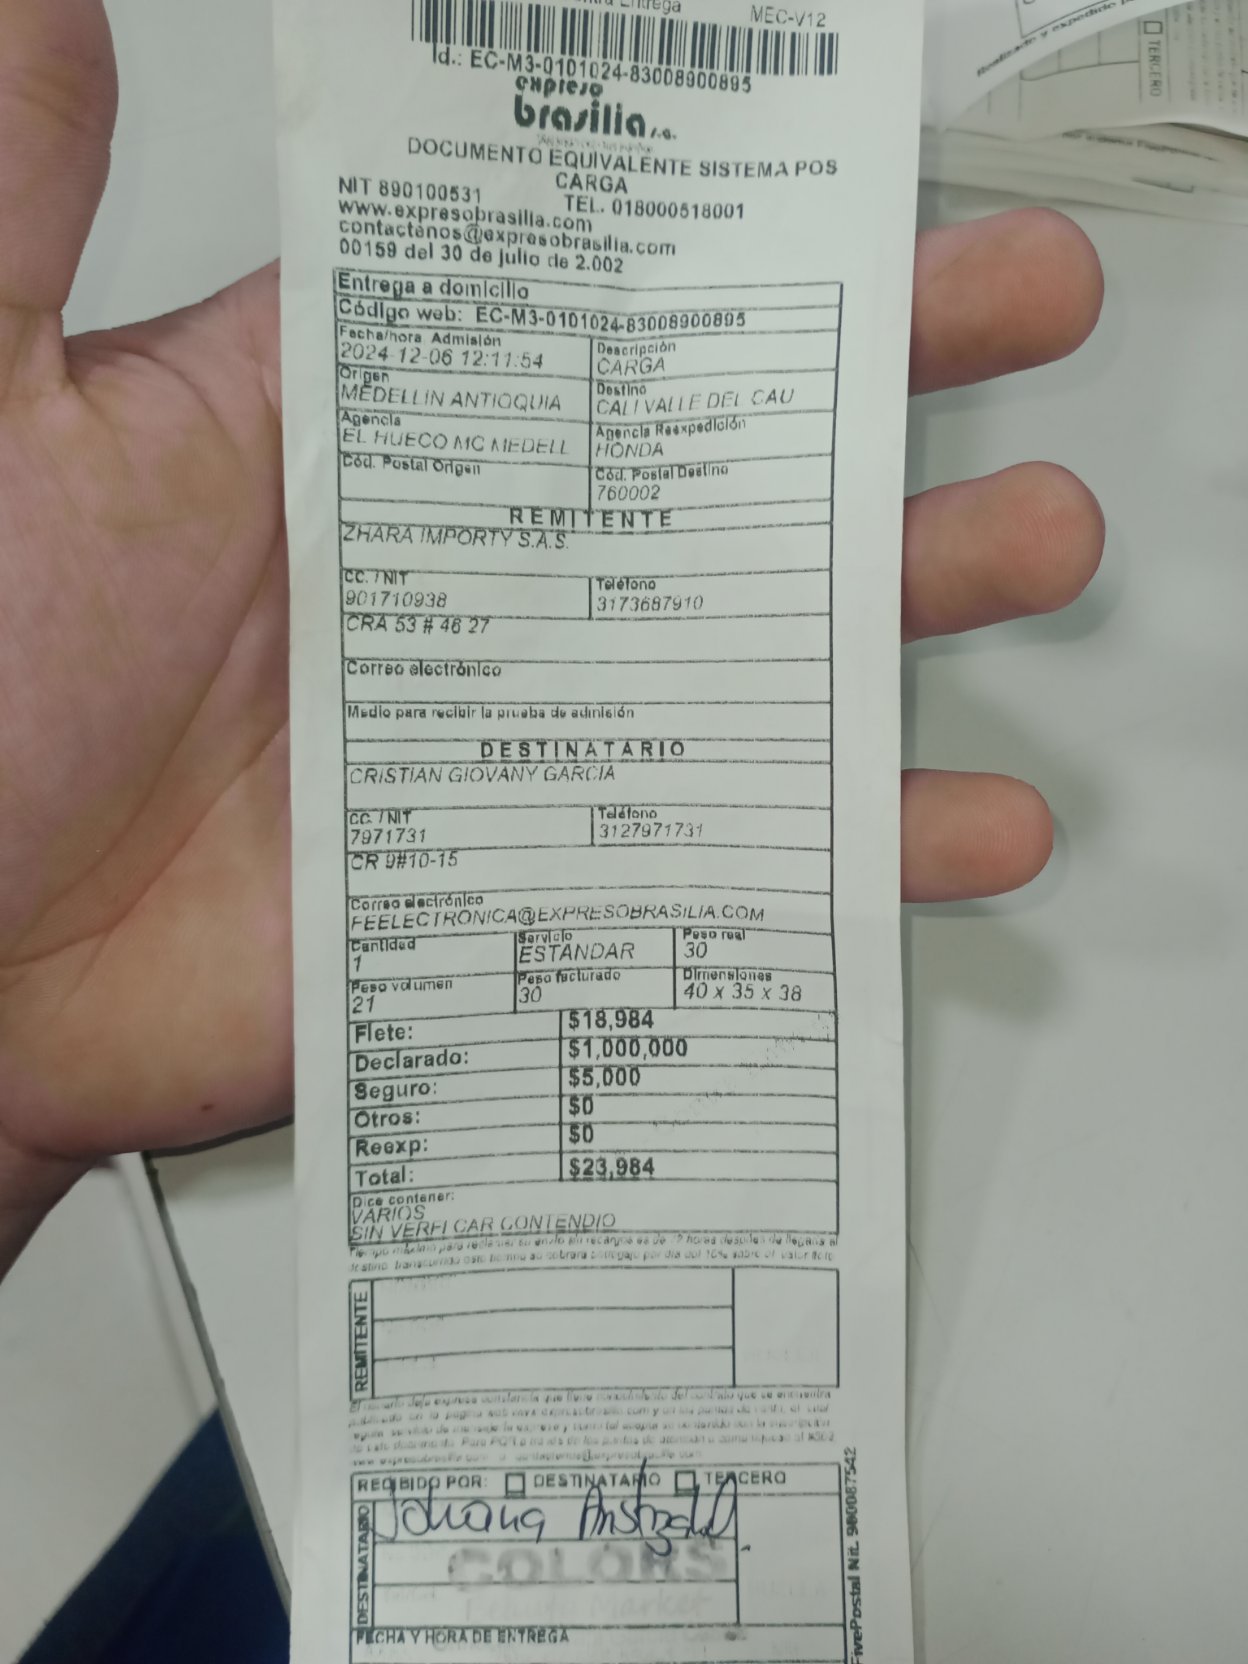 Entrega
MEC-V12
Id.: EC-M3-0101024-83008900895
expreso
brasilia s.a.
DOCUMENTO EQUIVALENTE SISTEMA POS
CARGA
NIT 890100531 TEL. 018000518001
www.expresobrasilia.com
contactenos@expresobrasilia.com
00159 del 30 de julio de 2.002
Entrega a domicilio
Código web: EC-M3-0101024-83008900895
Fecha/hora Admisión Descripción
2024-12-06 12:11:54 CARGA
Origen Destino
MEDELLIN ANTIOQUIA CALI VALLE DEL CAU
Agencia Agencia Reexpedición
EL HUECO MC MEDELL HONDA
Cód. Postal Origen Cód. Postal Destino
760002
REMITENTE
ZHARA IMPORTY S.A.S.
CC. / NIT Teléfono
901710938 3173687910
CRA 53 # 46 27
Correo electrónico
Medio para recibir la prueba de admisión
DESTINATARIO
CRISTIAN GIOVANY GARCIA
CC. / NIT Teléfono
7971731 3127971731
CR 9#10-15
Correo electrónico
FEELECTRONICA@EXPRESOBRASILIA.COM
Cantidad Servicio Peso real
1 ESTANDAR 30
Peso volumen Peso facturado Dimensiones
21 30 40 x 35 x 38
Flete: $18,984
Declarado: $1,000,000
Seguro: $5,000
Otros: $0
Reexp: $0
Total: $23,984
Dice contener:
VARIOS
SIN VERFI CAR CONTENDIO
REMITENTE
RECIBIDO POR: DESTINATARIO TERCERO
DESTINATARIO
Johana
COLORS
Market
FECHA Y HORA DE ENTREGA
FivePostal Nit. 900087542
TERCERO
Realizado y expedido